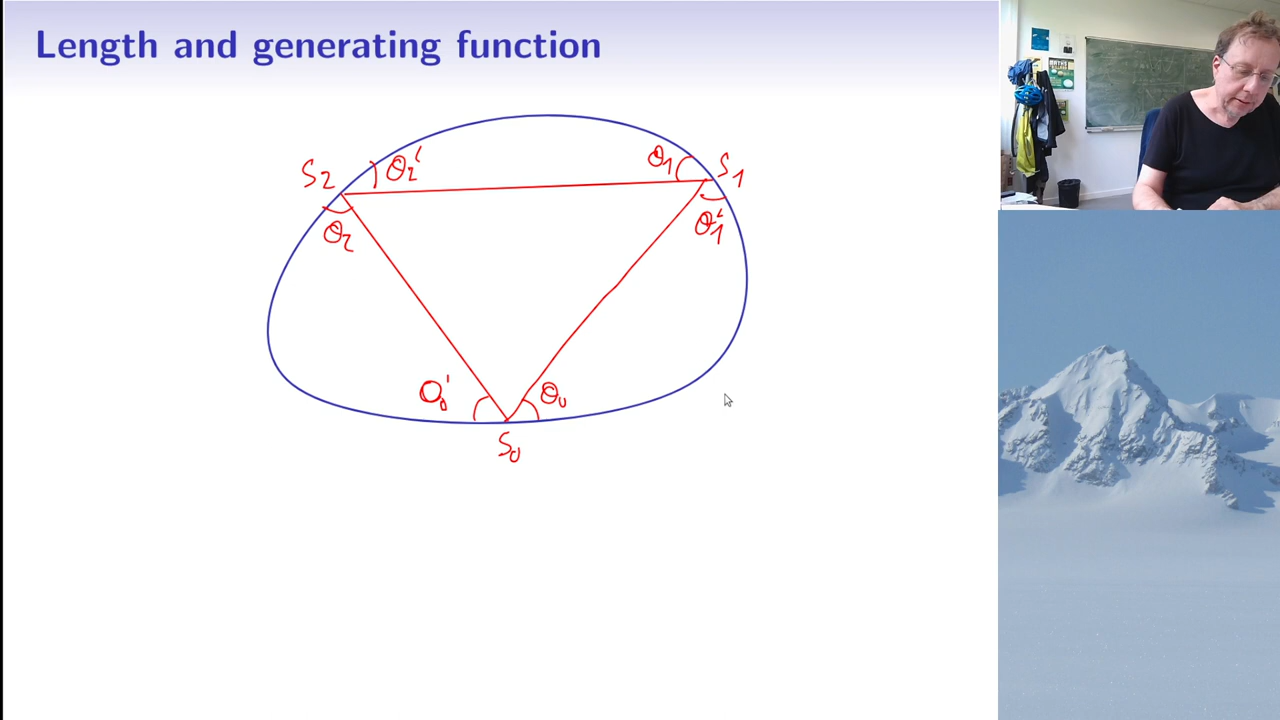 Length and generating function
S₂ θ₂′ θ₁ S₁
θ₂ θ₁′
θ₀′ θ₀
S₀